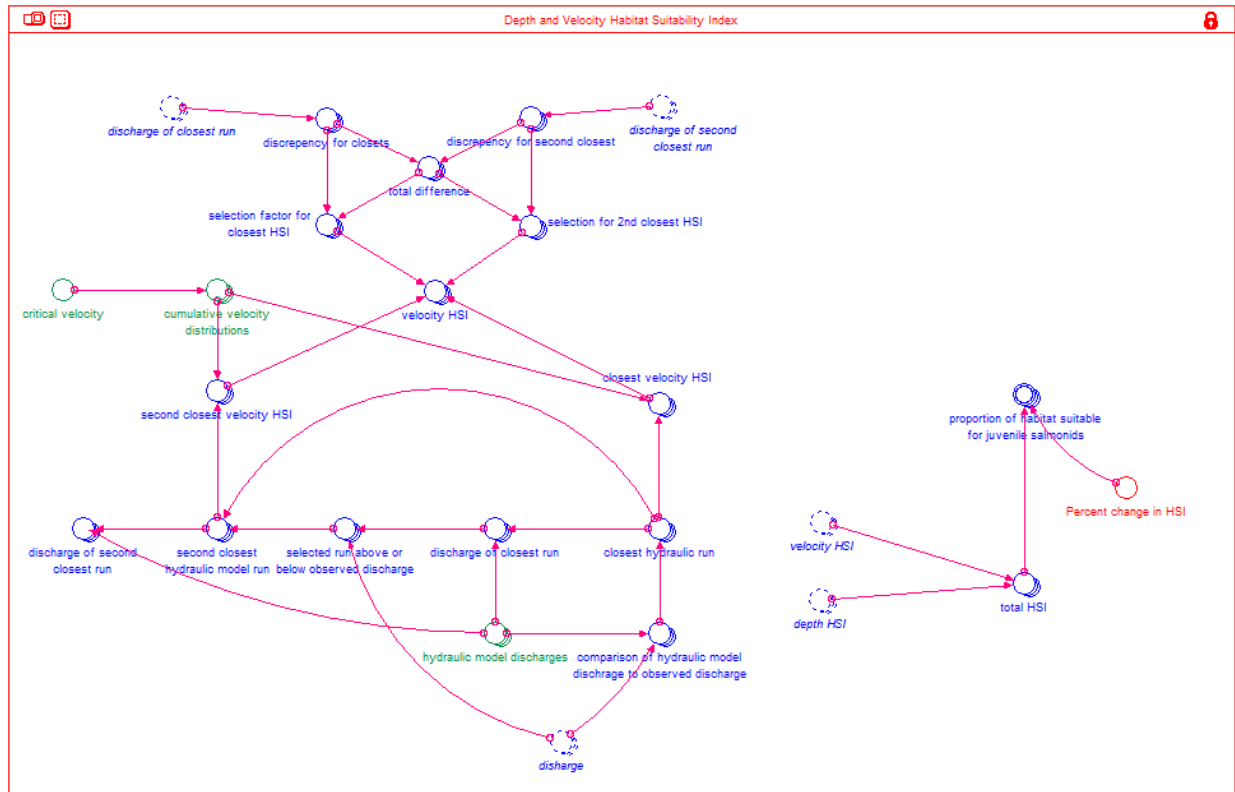 Depth and Velocity Habitat Suitability Index
discharge of closest run
discrepency for closets
discrepency for second closest
discharge of second
closest run
total difference
selection factor for
closest HSI
selection for 2nd closest HSI
critical velocity
cumulative velocity
distributions
velocity HSI
closest velocity HSI
second closest velocity HSI
proportion of habitat suitable
for juvenile salmonids
Percent change in HSI
discharge of second
closest run
second closest
hydraulic model run
selected run above or
below observed discharge
discharge of closest run
closest hydraulic run
velocity HSI
depth HSI
total HSI
hydraulic model discharges
comparison of hydraulic model
dischrage to observed discharge
disharge